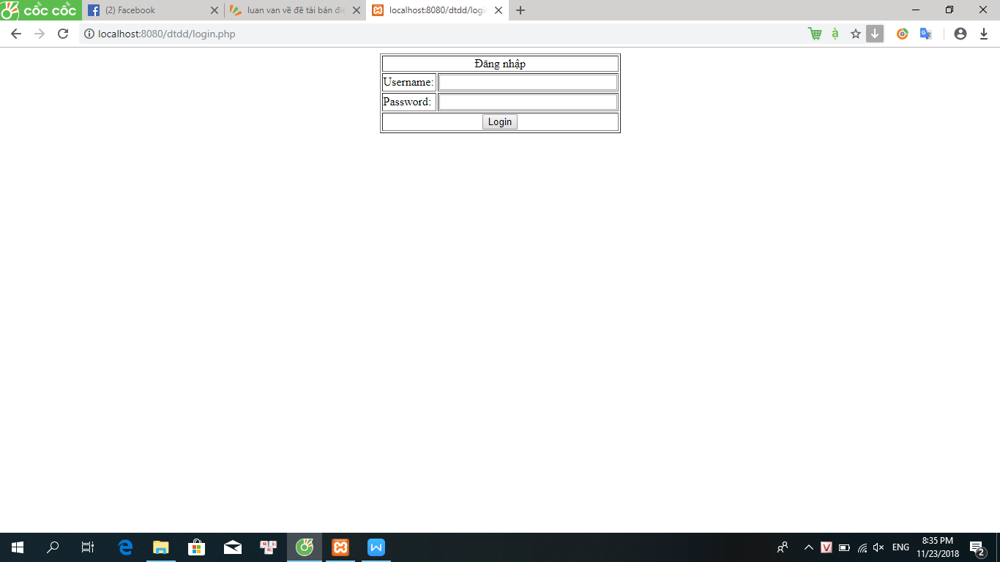 cốc cốc
(2) Facebook
luan van về đề tài bán điệ
localhost:8080/dtdd/logi
localhost:8080/dtdd/login.php
Đăng nhập
Username:
Password:
Login
ENG
8:35 PM
11/23/2018
2